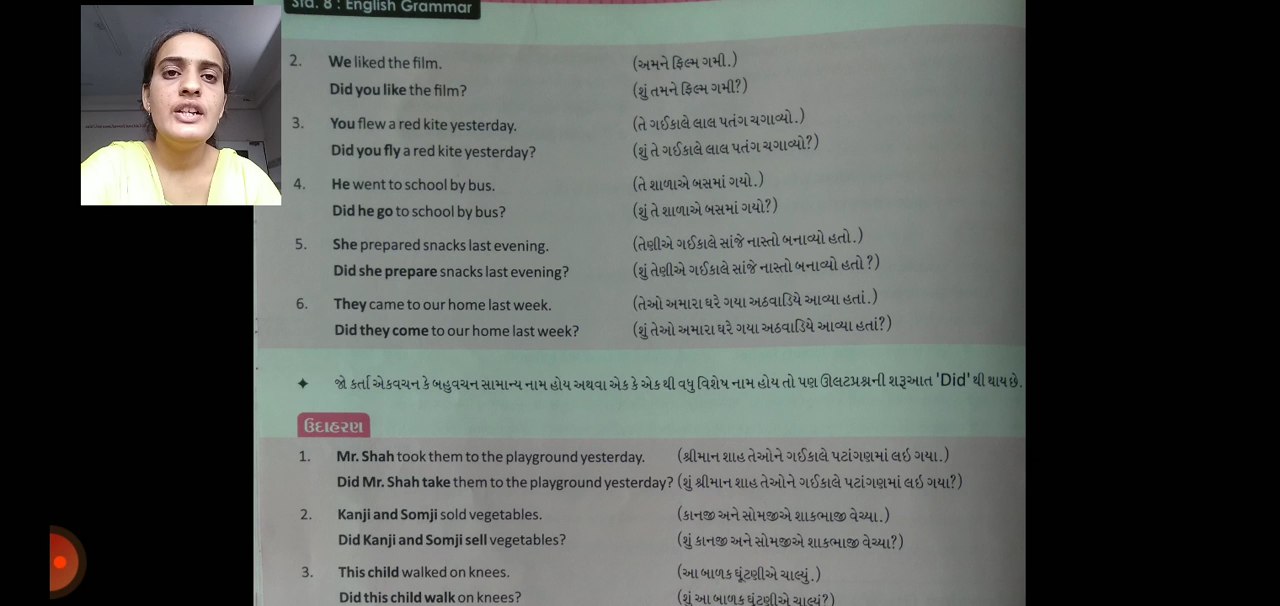 Std. 8 : English Grammar
2. We liked the film. (અમને ફિલ્મ ગમી.)
Did you like the film? (શું તમને ફિલ્મ ગમી?)
3. You flew a red kite yesterday. (તે ગઈકાલે લાલ પતંગ ચગાવ્યો.)
Did you fly a red kite yesterday? (શું તે ગઈકાલે લાલ પતંગ ચગાવ્યો?)
4. He went to school by bus. (તે શાળાએ બસમાં ગયો.)
Did he go to school by bus? (શું તે શાળાએ બસમાં ગયો?)
5. She prepared snacks last evening. (તેણીએ ગઈકાલે સાંજે નાસ્તો બનાવ્યો હતો.)
Did she prepare snacks last evening? (શું તેણીએ ગઈકાલે સાંજે નાસ્તો બનાવ્યો હતો?)
6. They came to our home last week. (તેઓ અમારા ઘરે ગયા અઠવાડિયે આવ્યા હતાં.)
Did they come to our home last week? (શું તેઓ અમારા ઘરે ગયા અઠવાડિયે આવ્યા હતાં?)
✦ જો કર્તા એકવચન કે બહુવચન સામાન્ય નામ હોય અથવા એક કે એક થી વધુ વિશેષ નામ હોય તો પણ ઊલટપ્રશ્નની શરૂઆત 'Did' થી થાય છે.
ઉદાહરણ
1. Mr. Shah took them to the playground yesterday. (શ્રીમાન શાહ તેઓને ગઈકાલે પટાંગણમાં લઇ ગયા.)
Did Mr. Shah take them to the playground yesterday? (શું શ્રીમાન શાહ તેઓને ગઈકાલે પટાંગણમાં લઇ ગયા?)
2. Kanji and Somji sold vegetables. (કાનજી અને સોમજીએ શાકભાજી વેચ્યા.)
Did Kanji and Somji sell vegetables? (શું કાનજી અને સોમજીએ શાકભાજી વેચ્યા?)
3. This child walked on knees. (આ બાળક ઘૂંટણીએ ચાલ્યું.)
Did this child walk on knees? (શું આ બાળક ઘૂંટણીએ ચાલ્યું?)